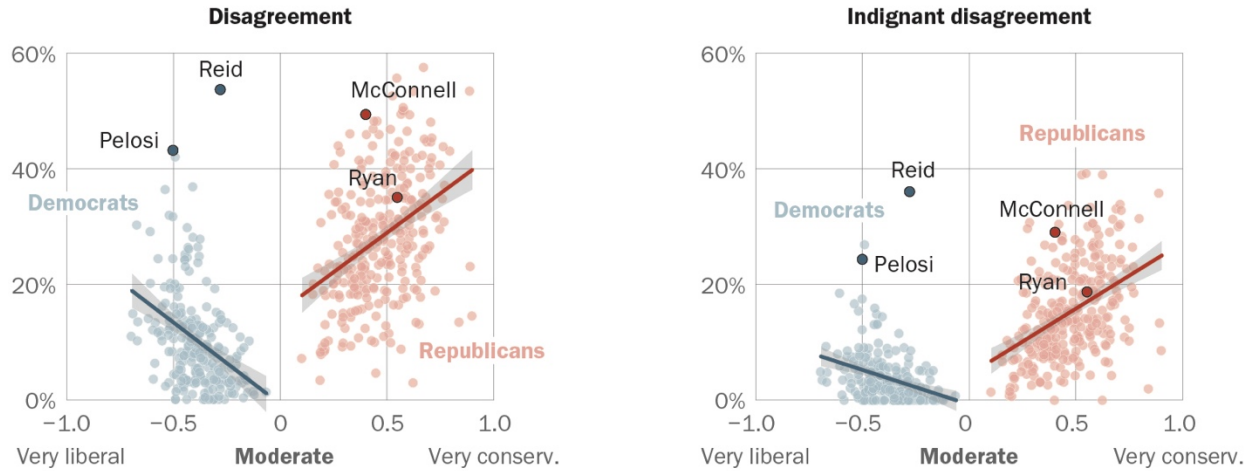 Disagreement
60%
Reid
McConnell
Pelosi
40%
Ryan
Democrats
20%
Republicans
0%
−1.0 −0.5 0 0.5 1.0
Very liberal Moderate Very conserv.
Indignant disagreement
60%
Republicans
40%
Reid
Democrats
McConnell
Pelosi
Ryan
20%
0%
−1.0 −0.5 0 0.5 1.0
Very liberal Moderate Very conserv.